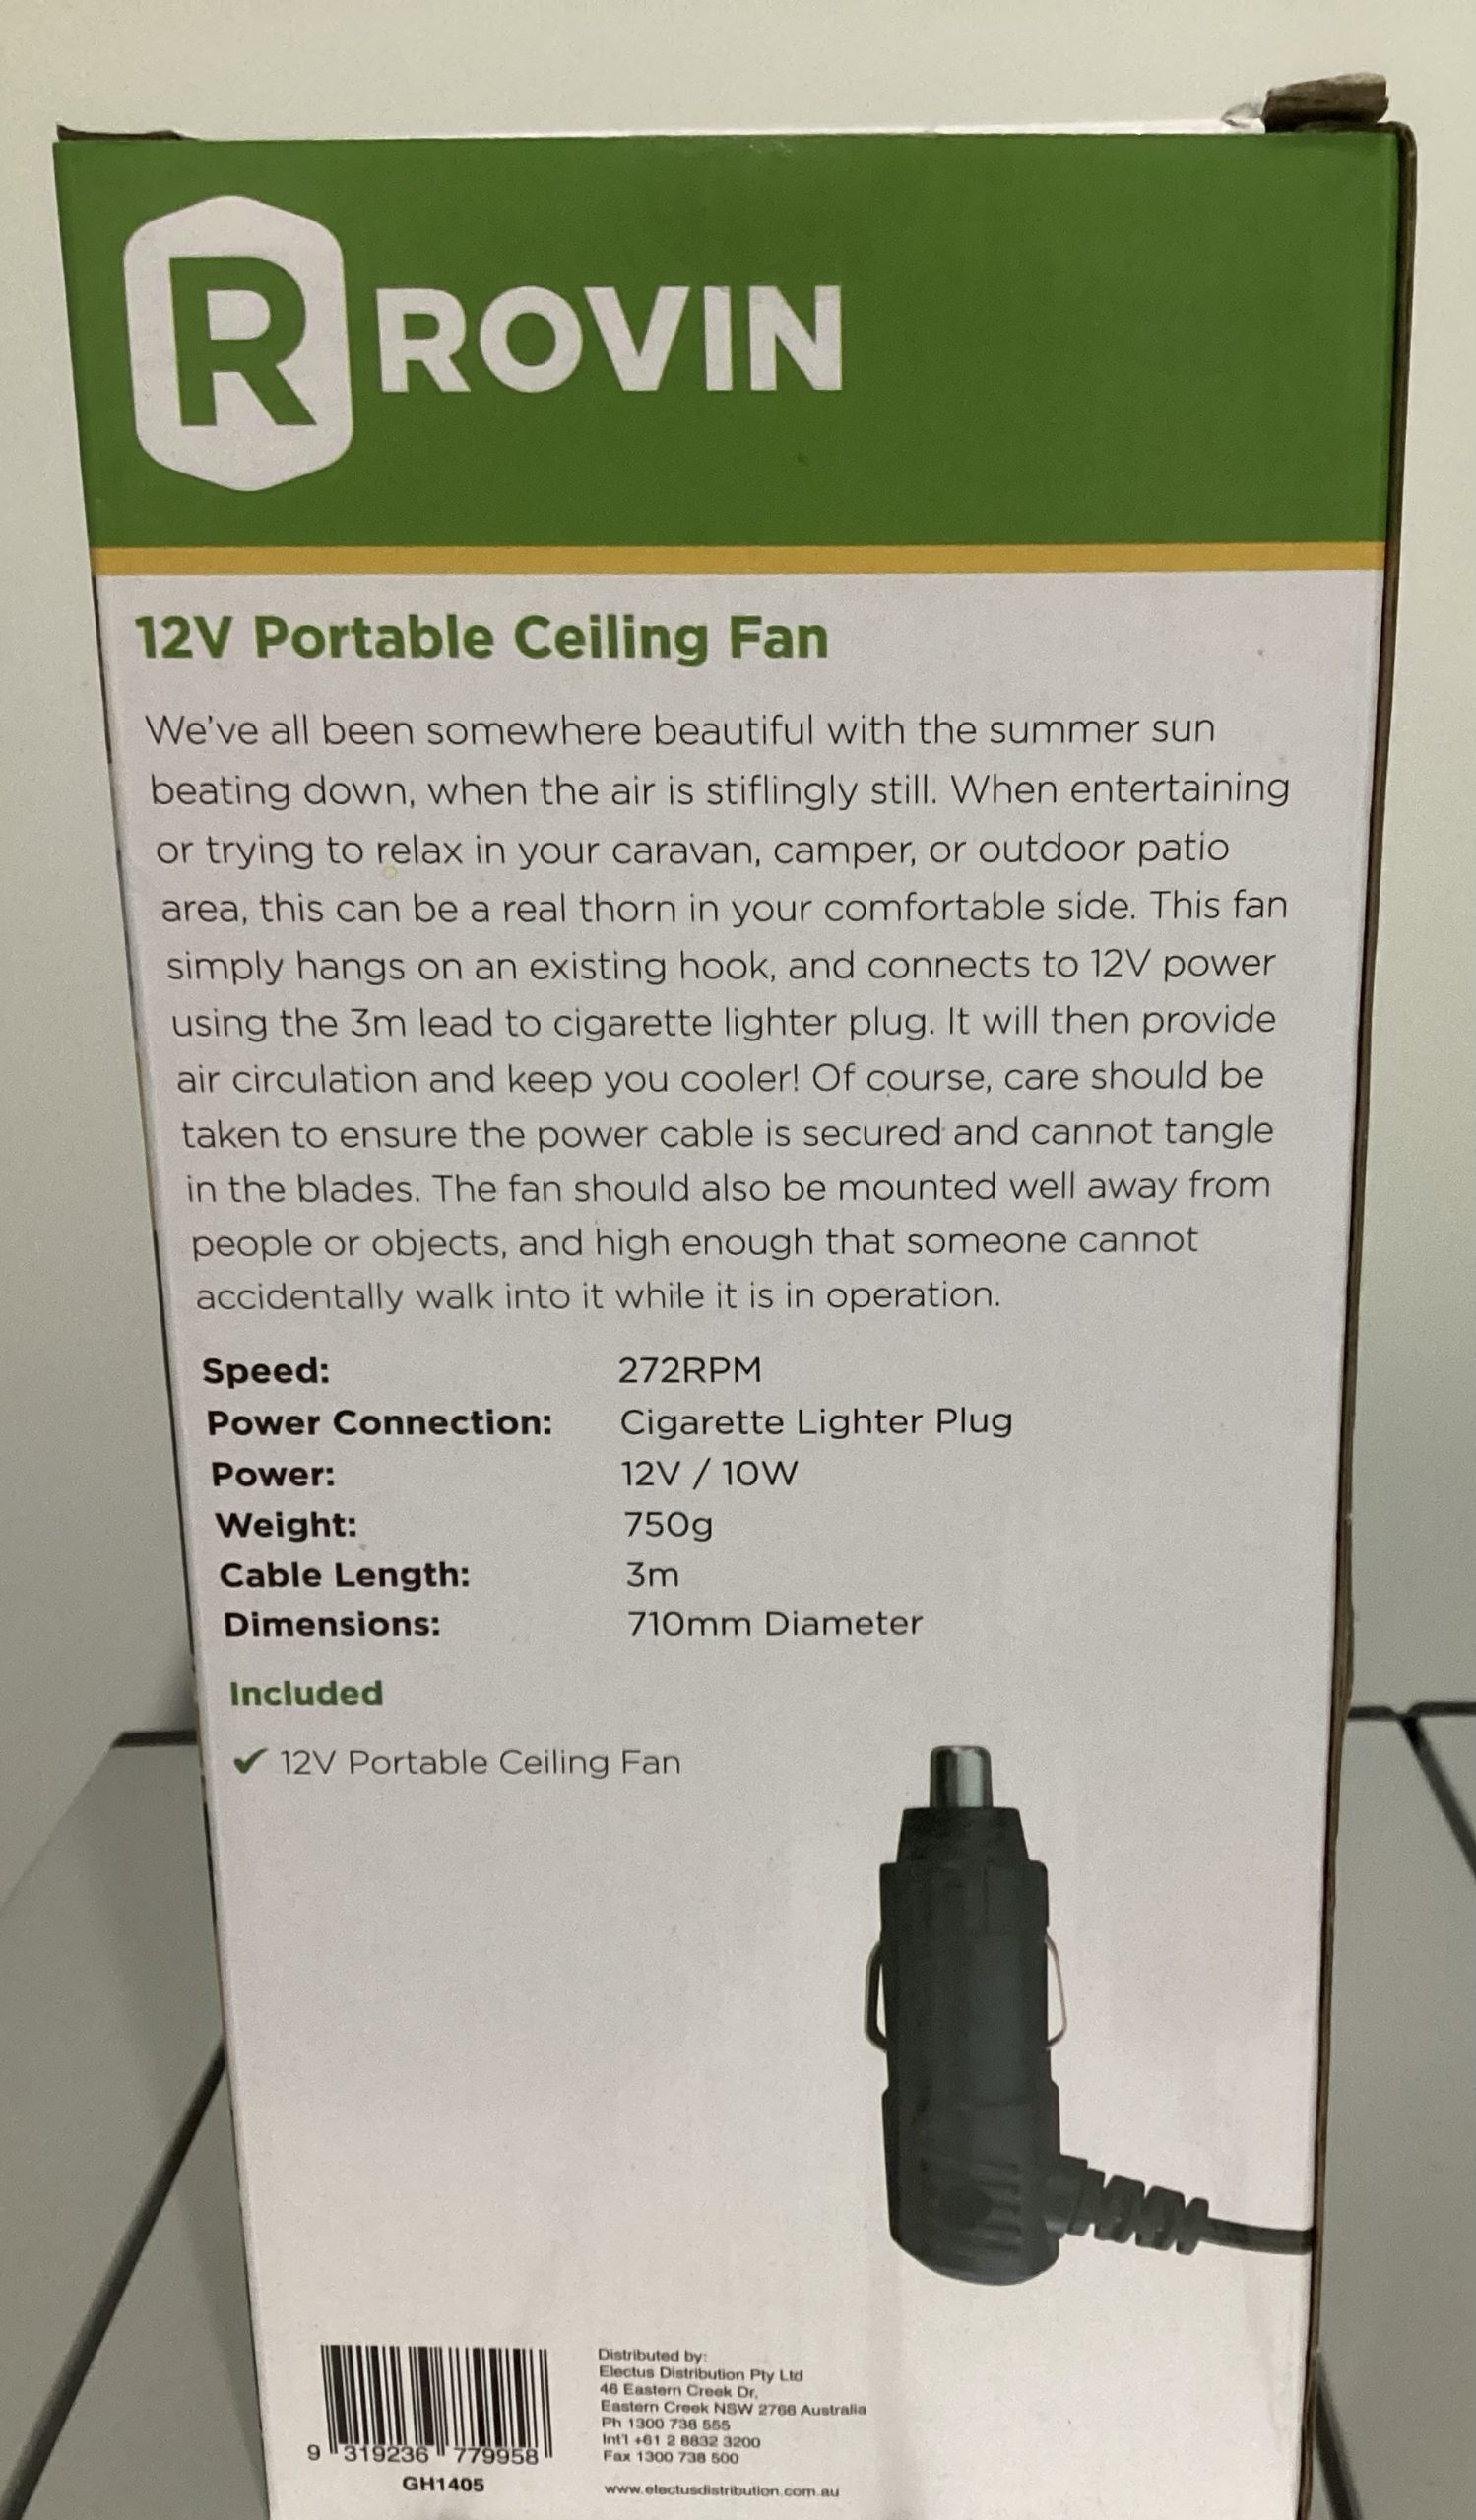 R ROVIN
12V Portable Ceiling Fan
We've all been somewhere beautiful with the summer sun
beating down, when the air is stiflingly still. When entertaining
or trying to relax in your caravan, camper, or outdoor patio
area, this can be a real thorn in your comfortable side. This fan
simply hangs on an existing hook, and connects to 12V power
using the 3m lead to cigarette lighter plug. It will then provide
air circulation and keep you cooler! Of course, care should be
taken to ensure the power cable is secured and cannot tangle
in the blades. The fan should also be mounted well away from
people or objects, and high enough that someone cannot
accidentally walk into it while it is in operation.
Speed: 272RPM
Power Connection: Cigarette Lighter Plug
Power: 12V / 10W
Weight: 750g
Cable Length: 3m
Dimensions: 710mm Diameter
Included
✔ 12V Portable Ceiling Fan
9 319236 779958
GH1405
Distributed by:
Electus Distribution Pty Ltd
46 Eastern Creek Dr,
Eastern Creek NSW 2766 Australia
Ph 1300 738 555
Int'l +61 2 8832 3200
Fax 1300 738 500
www.electusdistribution.com.au